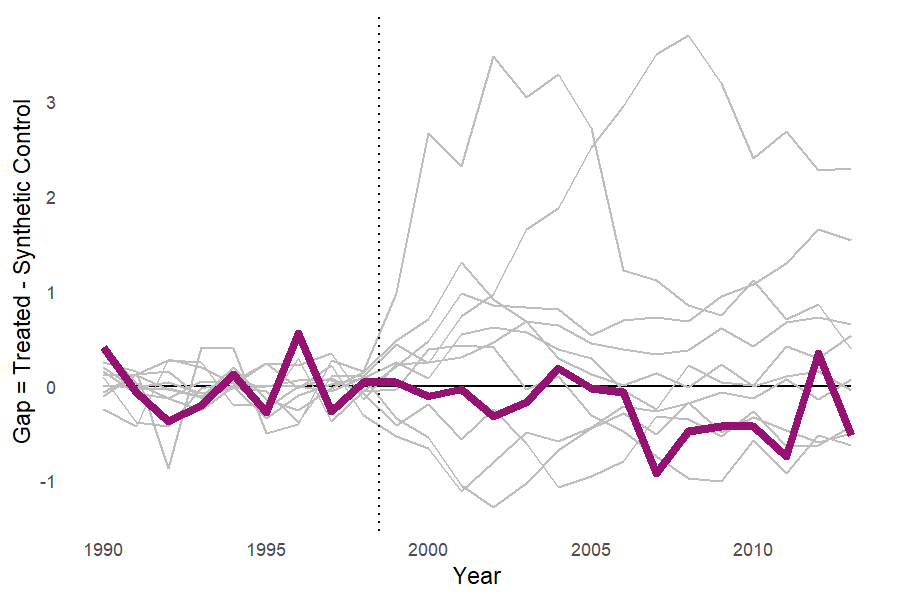 Gap = Treated - Synthetic Control
3
2
1
0
-1
1990 1995 2000 2005 2010
Year